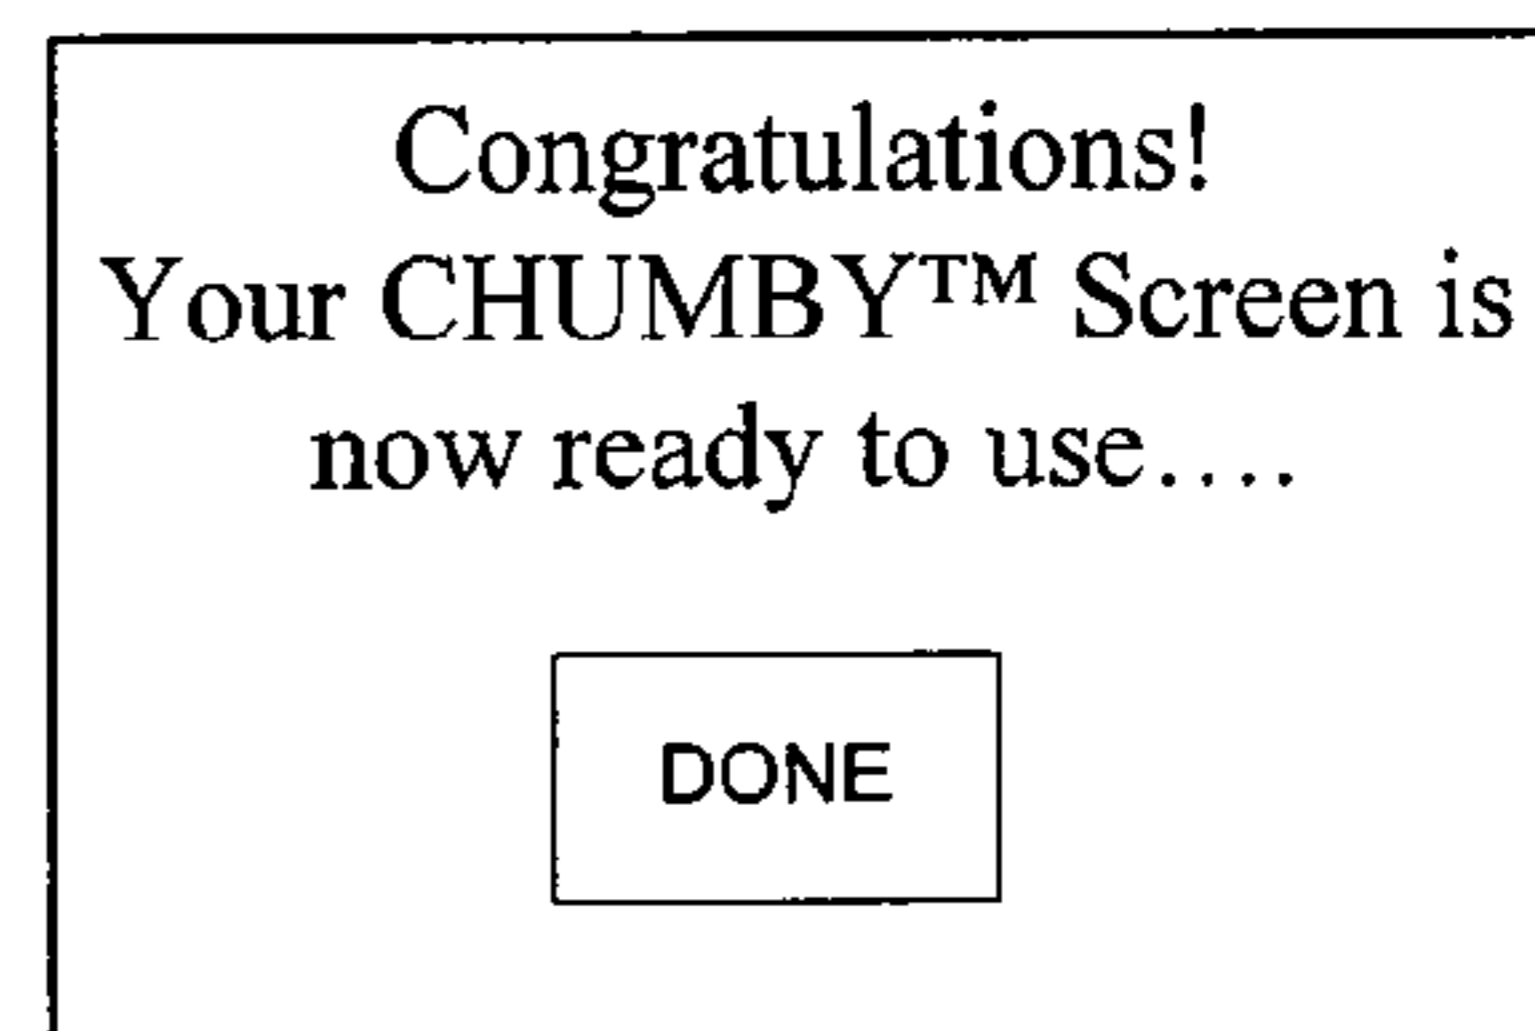 Congratulations!
Your CHUMBY™ Screen is
now ready to use….
DONE